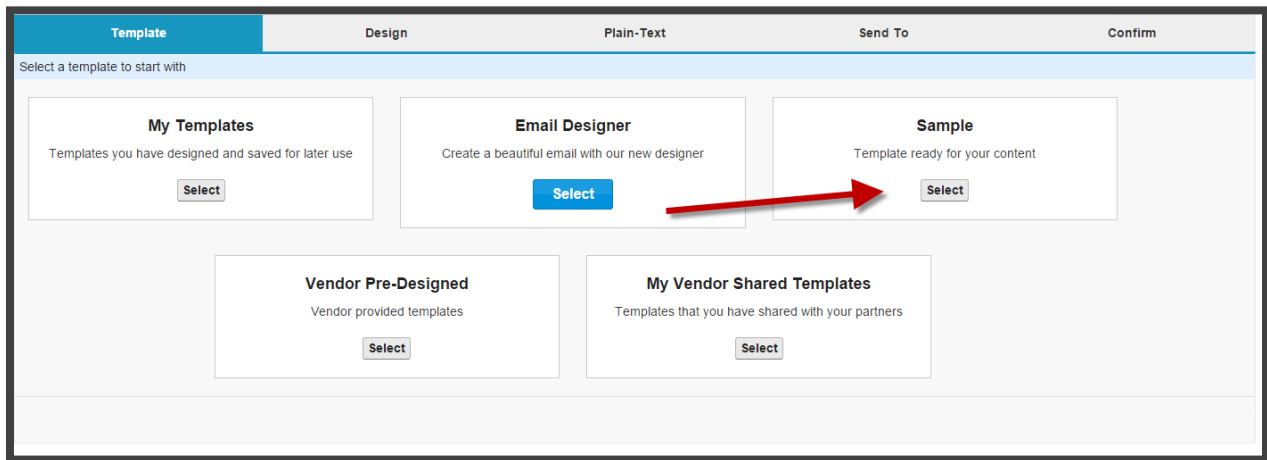 Template Design Plain-Text Send To Confirm
Select a template to start with
My Templates
Templates you have designed and saved for later use
Select
Email Designer
Create a beautiful email with our new designer
Select
Sample
Template ready for your content
Select
Vendor Pre-Designed
Vendor provided templates
Select
My Vendor Shared Templates
Templates that you have shared with your partners
Select